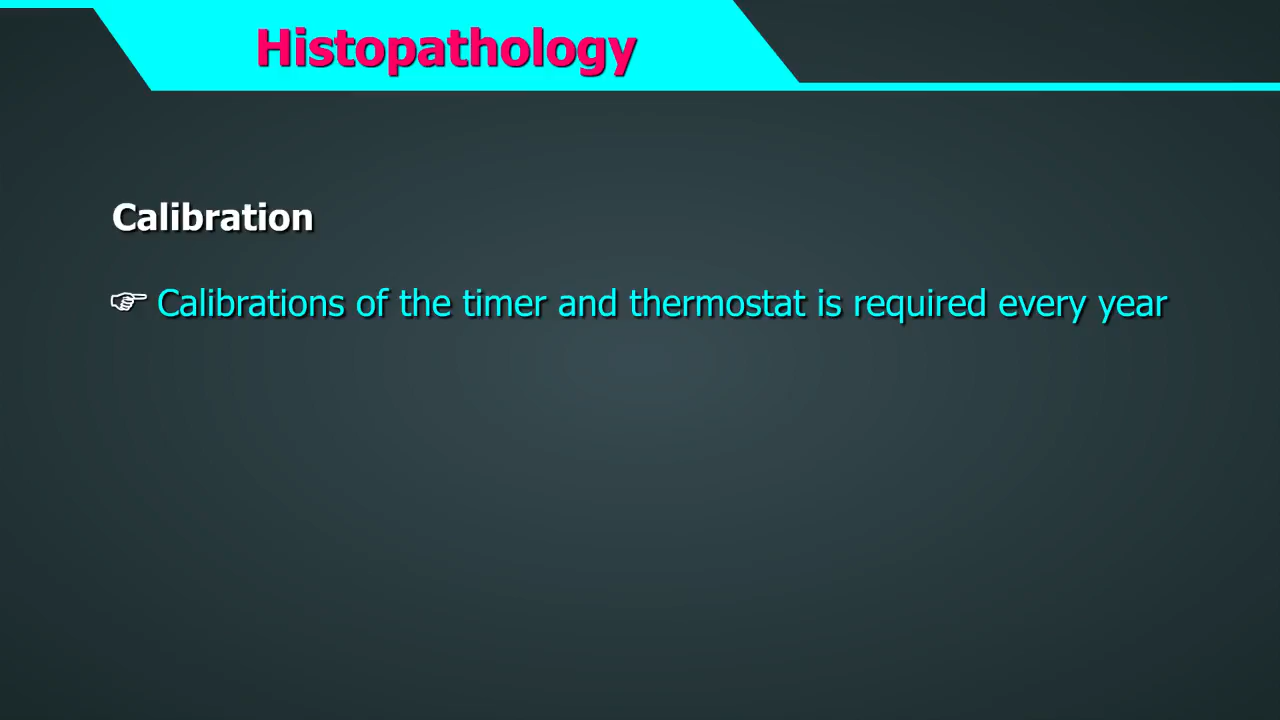 Histopathology
Calibration
☞ Calibrations of the timer and thermostat is required every year